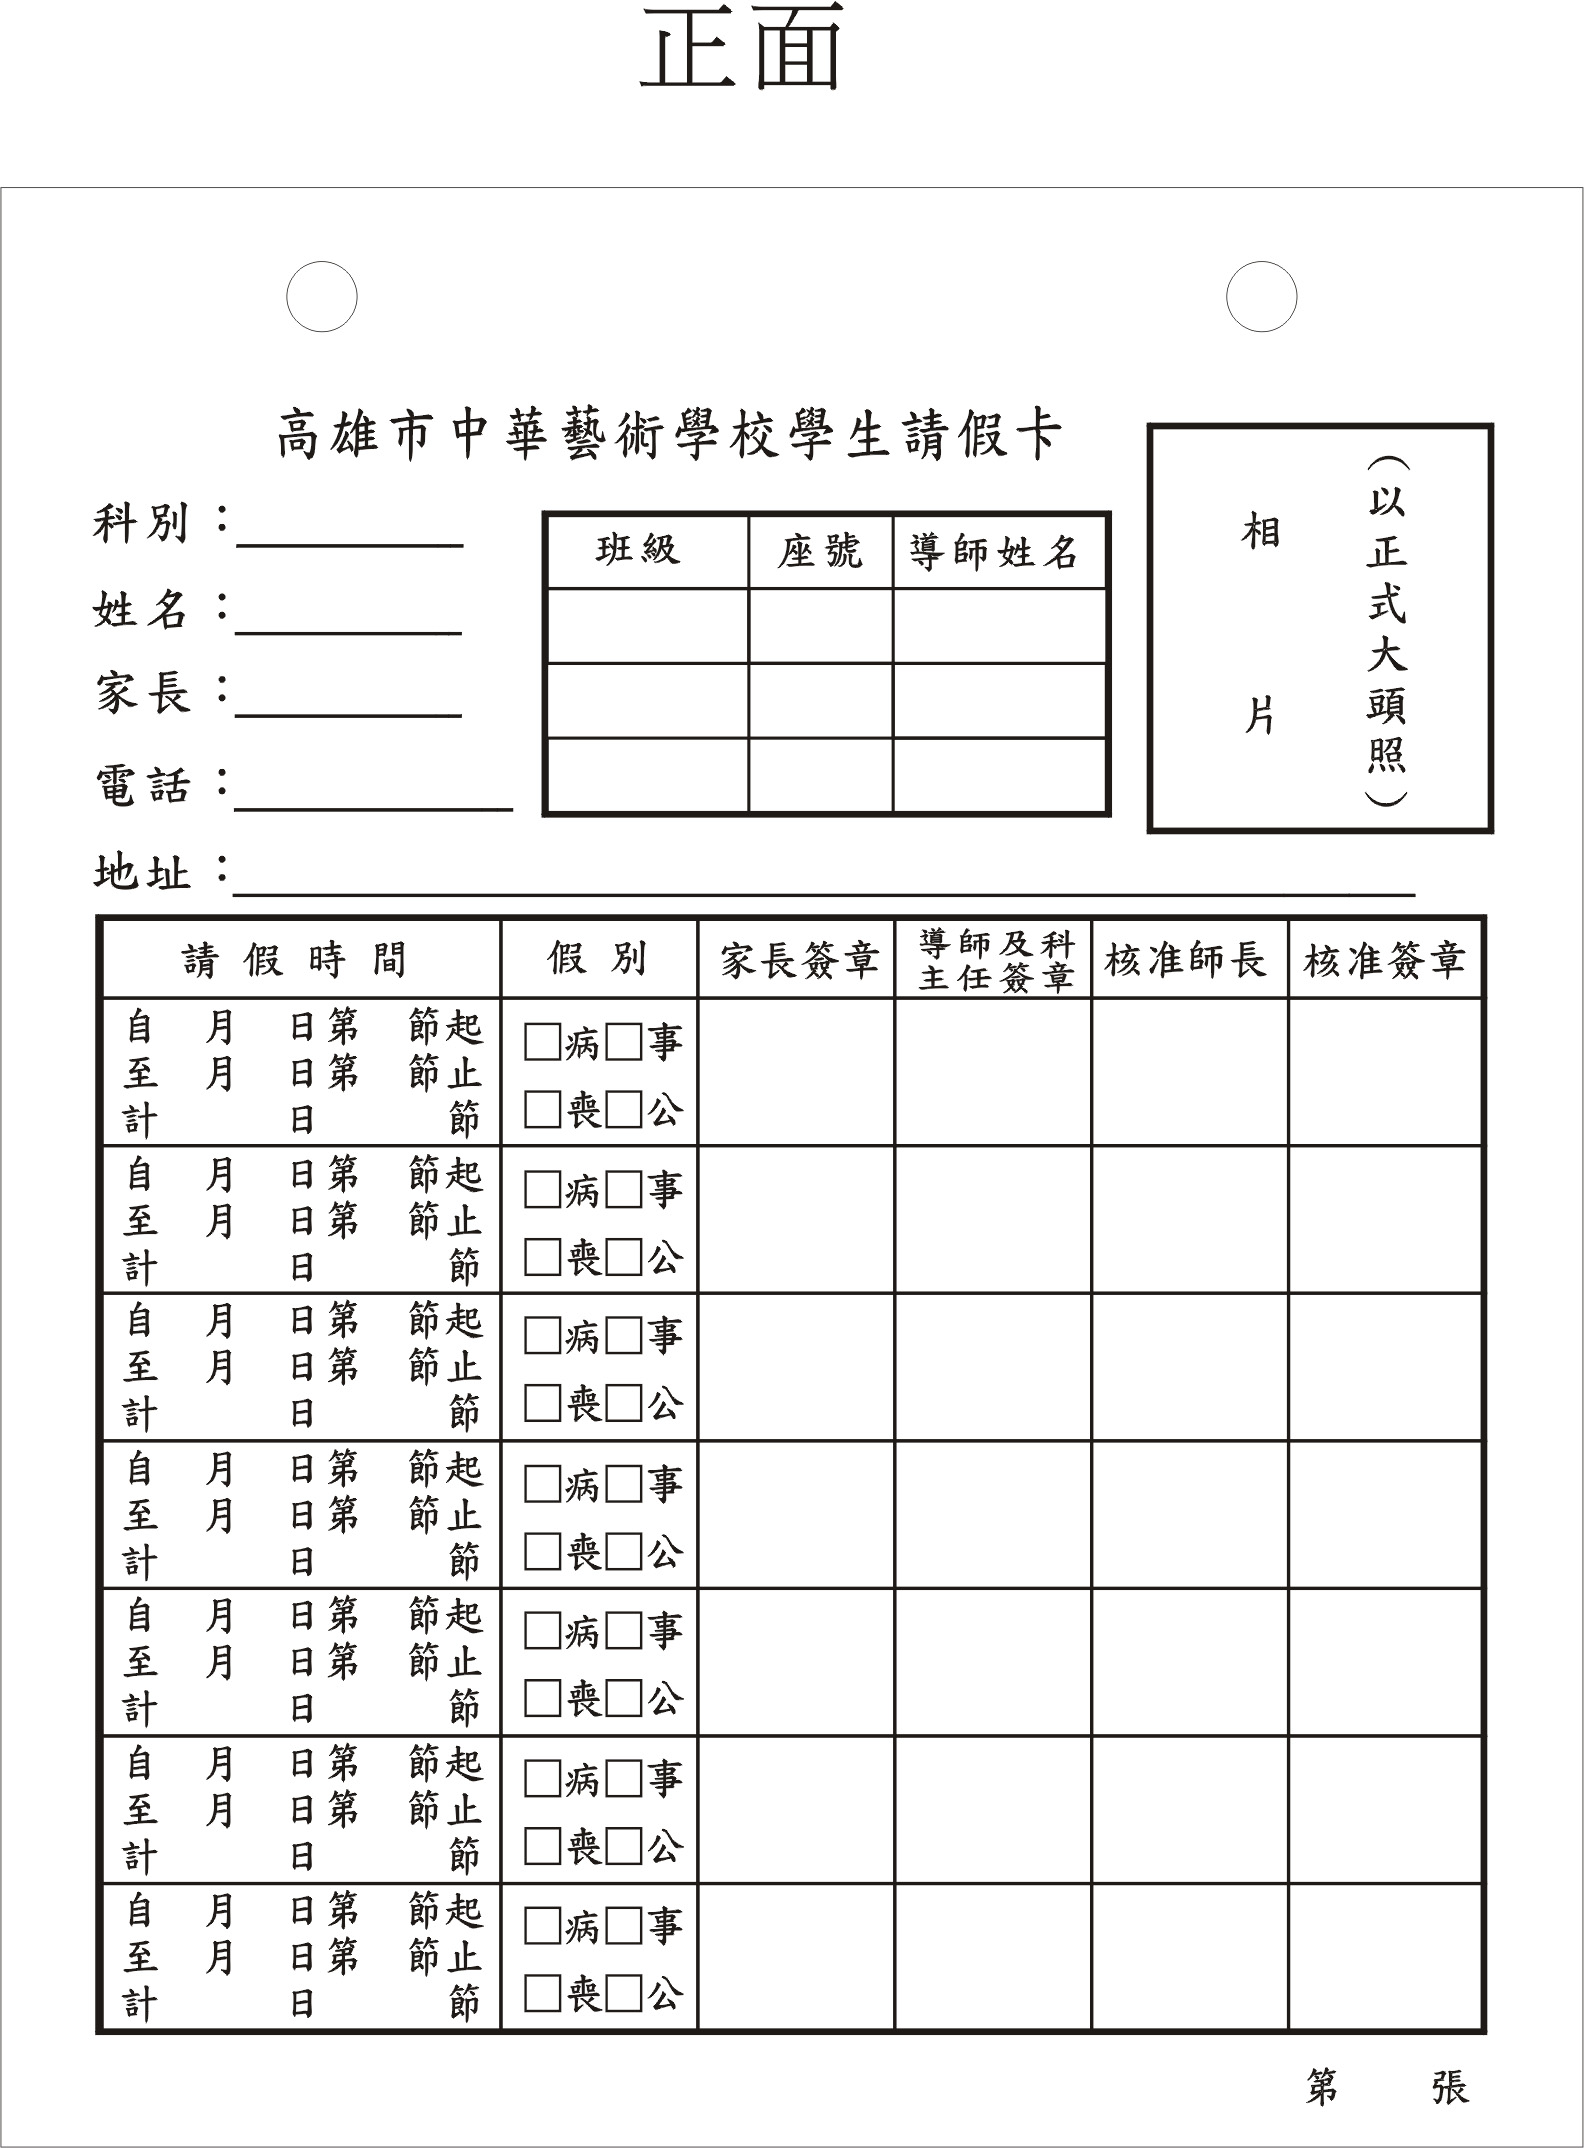 正面
高雄市中華藝術學校學生請假卡
科別：
姓名：
家長：
電話：
地址：
班級 座號 導師姓名
相片
（以正式大頭照）
請假時間 假別 家長簽章 導師及科主任簽章 核准師長 核准簽章
自 月 日第 節起
至 月 日第 節止
計 日 節
□病□事
□喪□公
自 月 日第 節起
至 月 日第 節止
計 日 節
□病□事
□喪□公
自 月 日第 節起
至 月 日第 節止
計 日 節
□病□事
□喪□公
自 月 日第 節起
至 月 日第 節止
計 日 節
□病□事
□喪□公
自 月 日第 節起
至 月 日第 節止
計 日 節
□病□事
□喪□公
自 月 日第 節起
至 月 日第 節止
計 日 節
□病□事
□喪□公
自 月 日第 節起
至 月 日第 節止
計 日 節
□病□事
□喪□公
第 張